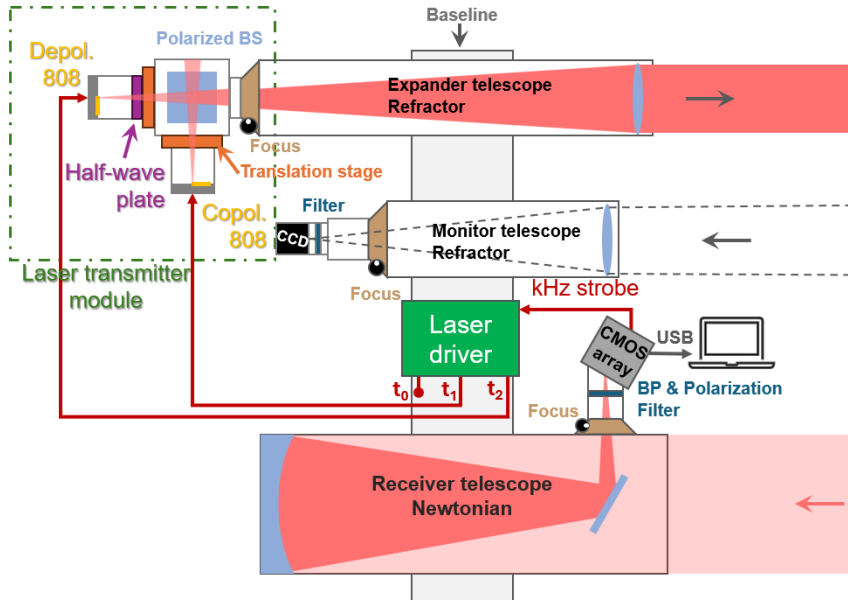 Baseline
Polarized BS
Depol.
808
Expander telescope
Refractor
Focus
Translation stage
Half-wave
plate
Copol.
808
Filter
CCD
Monitor telescope
Refractor
Focus
Laser transmitter
module
kHz strobe
Laser
driver
CMOS
array
USB
t₀
t₁
t₂
BP & Polarization
Filter
Focus
Receiver telescope
Newtonian